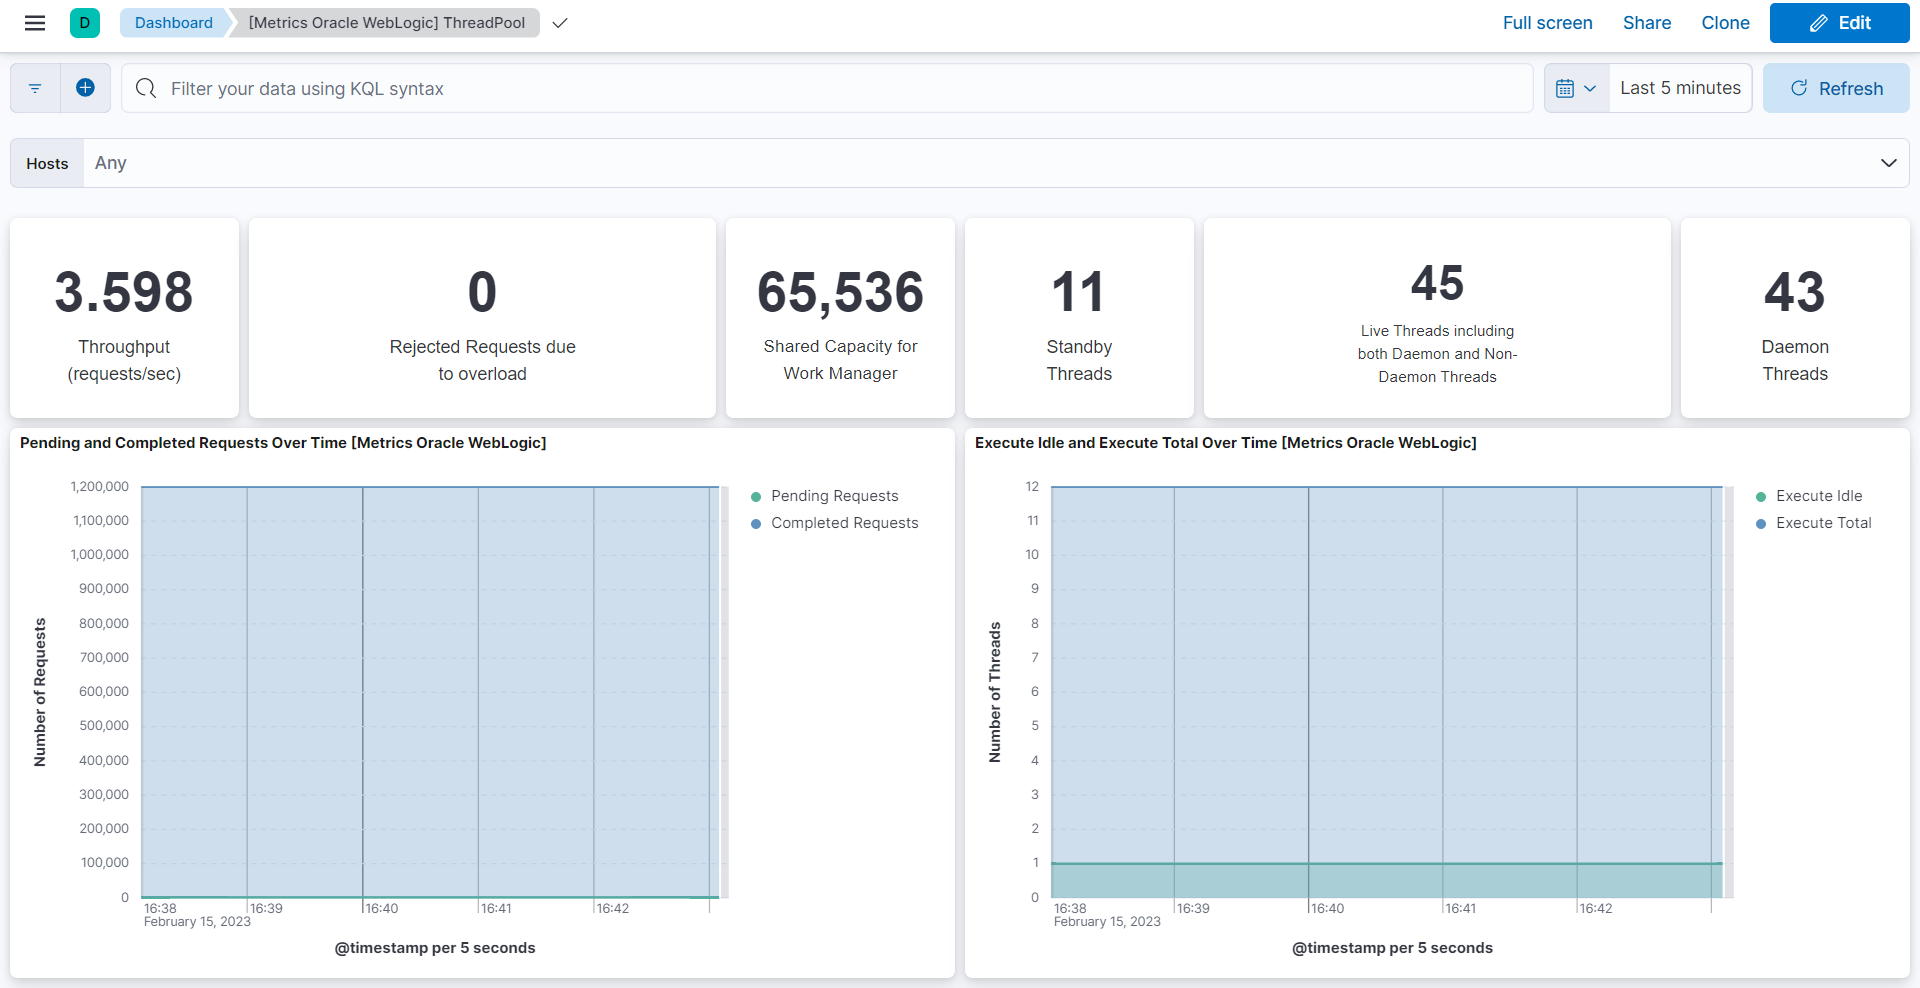 D
Dashboard
[Metrics Oracle WebLogic] ThreadPool
Full screen
Share
Clone
Edit
Filter your data using KQL syntax
Last 5 minutes
Refresh
Hosts
Any
3.598
Throughput
(requests/sec)
0
Rejected Requests due
to overload
65,536
Shared Capacity for
Work Manager
11
Standby
Threads
45
Live Threads including
both Daemon and Non-
Daemon Threads
43
Daemon
Threads
Pending and Completed Requests Over Time [Metrics Oracle WebLogic]
Number of Requests
1,200,000
1,100,000
1,000,000
900,000
800,000
700,000
600,000
500,000
400,000
300,000
200,000
100,000
0
16:38
February 15, 2023
16:39
16:40
16:41
16:42
@timestamp per 5 seconds
Pending Requests
Completed Requests
Execute Idle and Execute Total Over Time [Metrics Oracle WebLogic]
Number of Threads
12
11
10
9
8
7
6
5
4
3
2
1
0
16:38
February 15, 2023
16:39
16:40
16:41
16:42
@timestamp per 5 seconds
Execute Idle
Execute Total